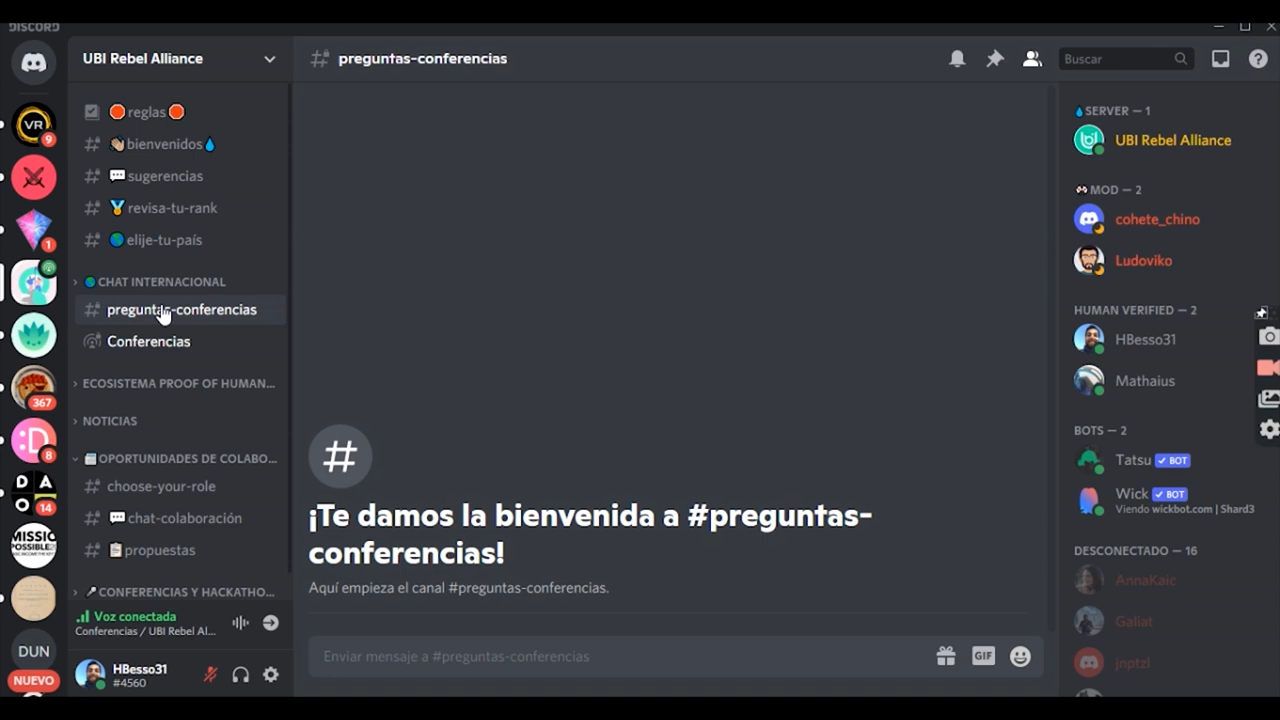 DISCORD
UBI Rebel Alliance
preguntas-conferencias
Buscar
VR
9
1
367
8
D A
O 14
MISSIC
POSSIBLE
DUN
NUEVO
reglas
bienvenidos
sugerencias
revisa-tu-rank
elije-tu-país
CHAT INTERNACIONAL
preguntas-conferencias
Conferencias
ECOSISTEMA PROOF OF HUMAN...
NOTICIAS
OPORTUNIDADES DE COLABO...
choose-your-role
chat-colaboración
propuestas
CONFERENCIAS Y HACKATHO...
Voz conectada
Conferencias / UBI Rebel Al...
HBesso31
#4560
¡Te damos la bienvenida a #preguntas-
conferencias!
Aquí empieza el canal #preguntas-conferencias.
Enviar mensaje a #preguntas-conferencias
GIF
SERVER — 1
UBI Rebel Alliance
MOD — 2
cohete_chino
Ludoviko
HUMAN VERIFIED — 2
HBesso31
Mathaius
BOTS — 2
Tatsu BOT
Wick BOT
Viendo wickbot.com | Shard3
DESCONECTADO — 16
AnnaKaic
Galiat
jnptzl